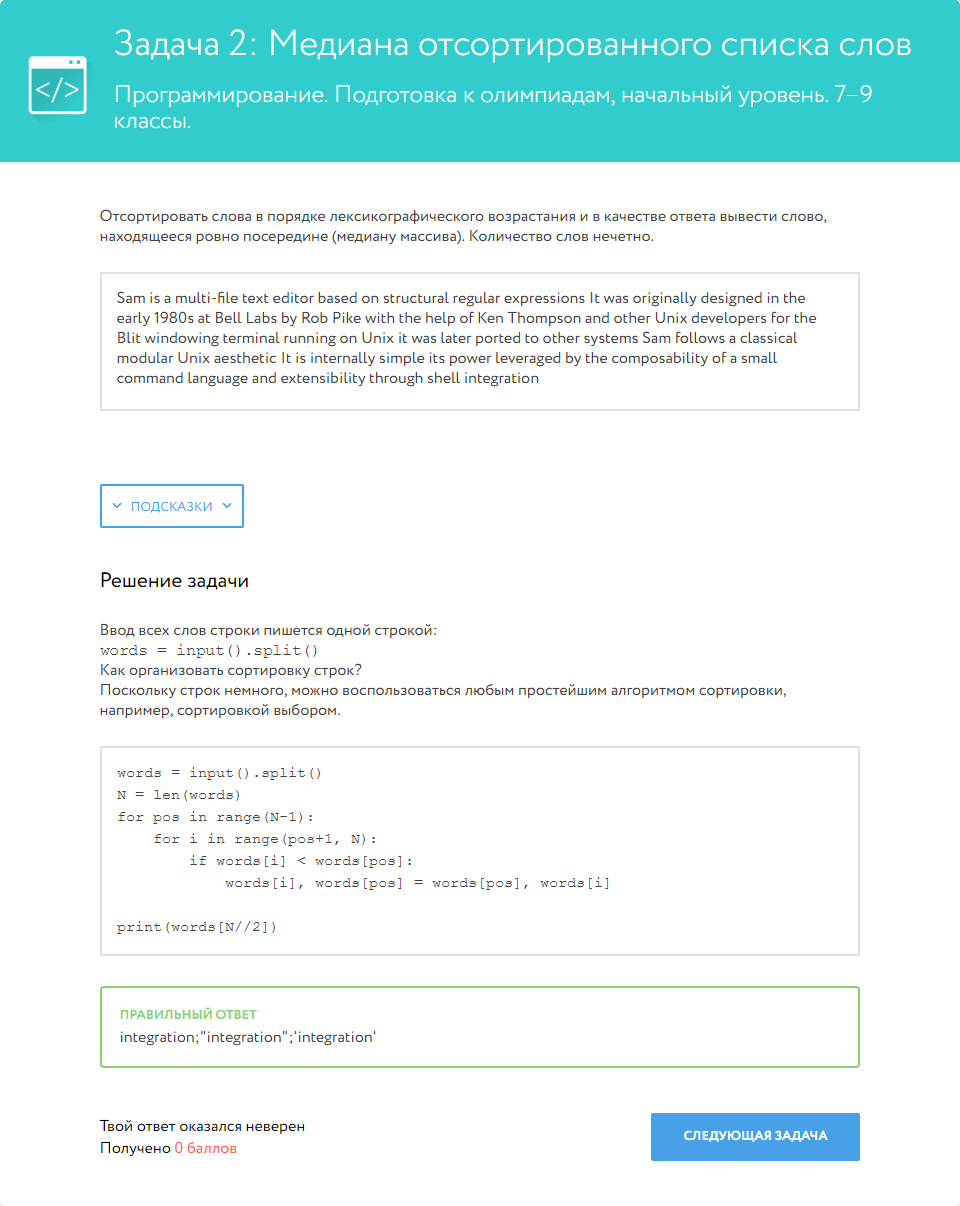 </>
Задача 2: Медиана отсортированного списка слов
Программирование. Подготовка к олимпиадам, начальный уровень. 7–9
классы.
Отсортировать слова в порядке лексикографического возрастания и в качестве ответа вывести слово,
находящееся ровно посередине (медиану массива). Количество слов нечетно.
Sam is a multi-file text editor based on structural regular expressions It was originally designed in the
early 1980s at Bell Labs by Rob Pike with the help of Ken Thompson and other Unix developers for the
Blit windowing terminal running on Unix it was later ported to other systems Sam follows a classical
modular Unix aesthetic It is internally simple its power leveraged by the composability of a small
command language and extensibility through shell integration
ПОДСКАЗКИ
Решение задачи
Ввод всех слов строки пишется одной строкой:
words = input().split()
Как организовать сортировку строк?
Поскольку строк немного, можно воспользоваться любым простейшим алгоритмом сортировки,
например, сортировкой выбором.
words = input().split()
N = len(words)
for pos in range(N-1):
    for i in range(pos+1, N):
        if words[i] < words[pos]:
            words[i], words[pos] = words[pos], words[i]
print(words[N//2])
ПРАВИЛЬНЫЙ ОТВЕТ
integration;"integration";'integration'
Твой ответ оказался неверен
Получено 0 баллов
СЛЕДУЮЩАЯ ЗАДАЧА